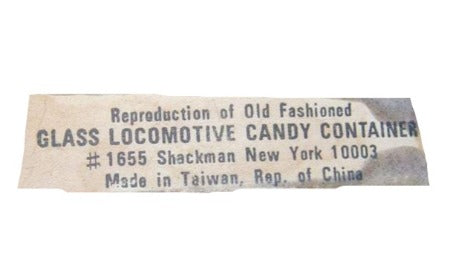 Reproduction of Old Fashioned
GLASS LOCOMOTIVE CANDY CONTAINER
#1655 Shackman New York 10003
Made in Taiwan, Rep. of China